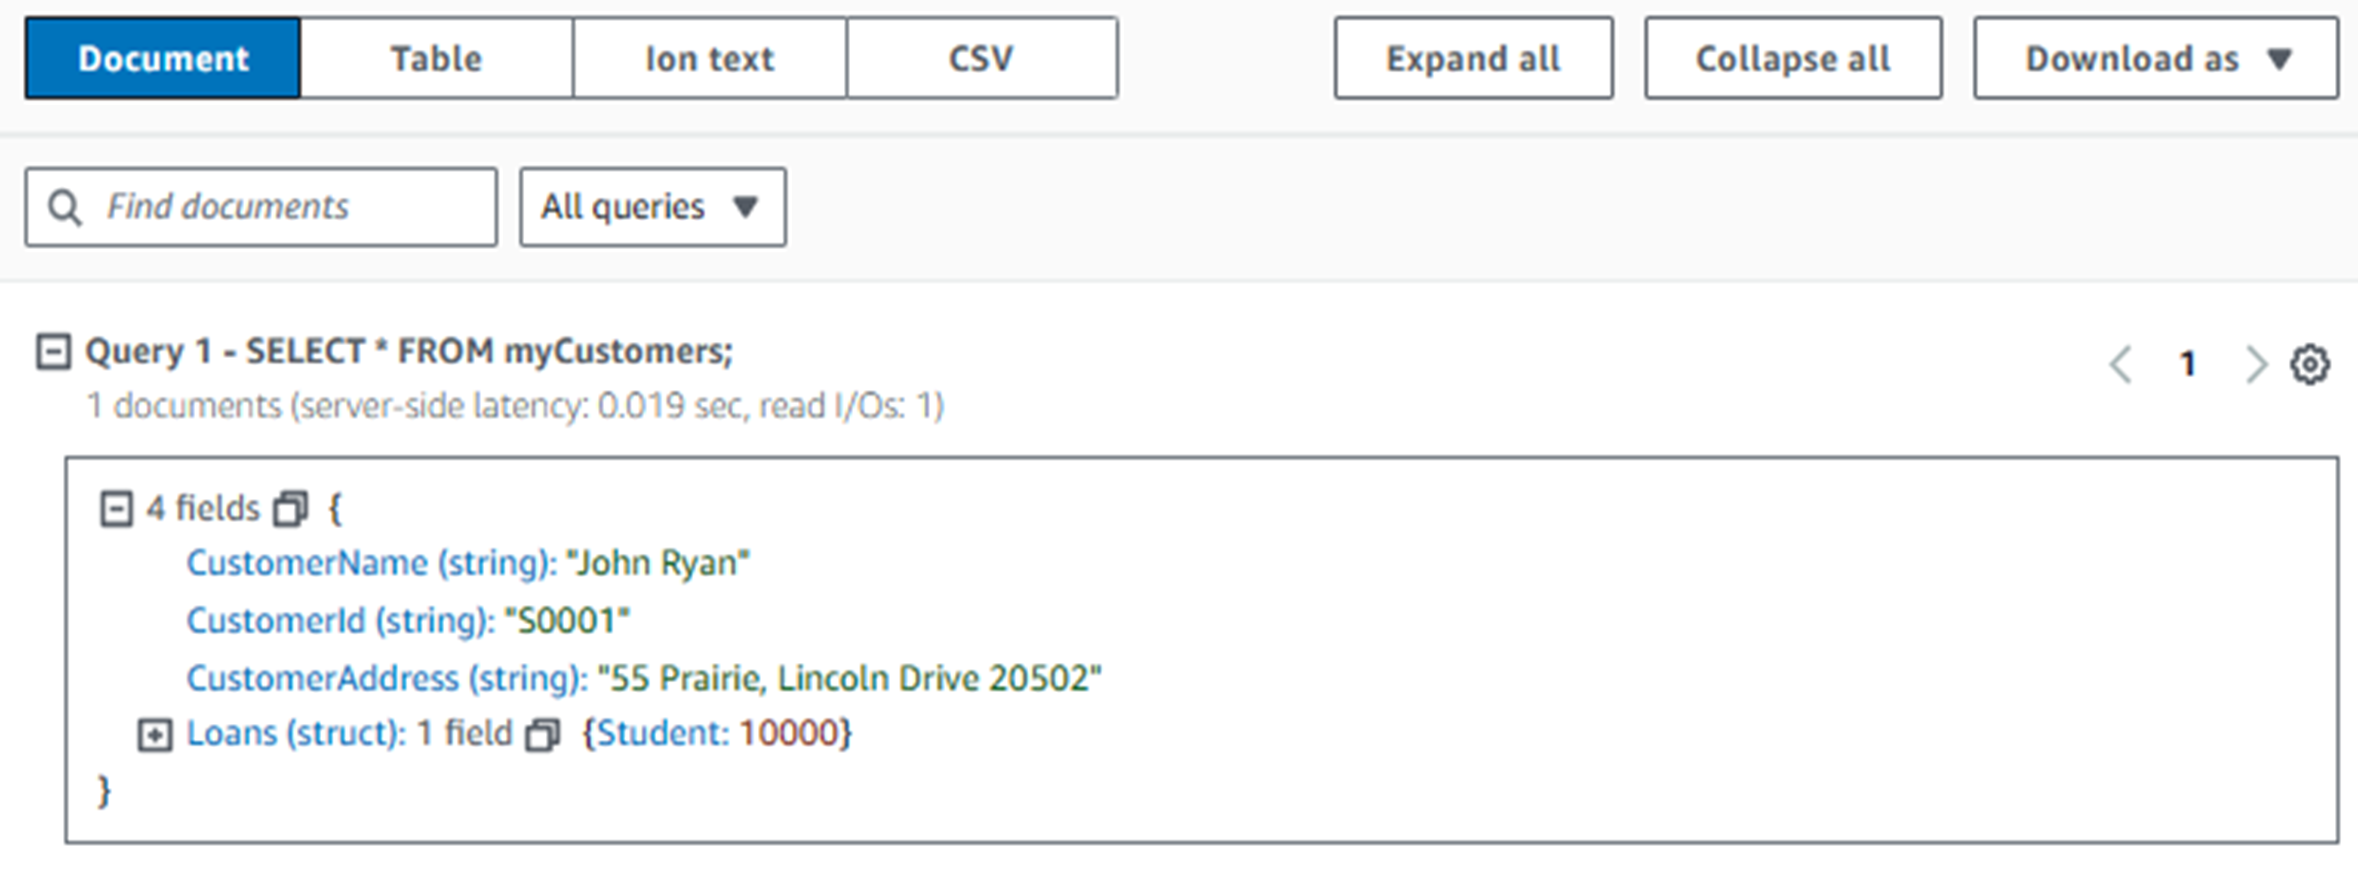 Document Table Ion text CSV Expand all Collapse all Download as
Find documents All queries
Query 1 - SELECT * FROM myCustomers;
1
1 documents (server-side latency: 0.019 sec, read I/Os: 1)
4 fields {
CustomerName (string): "John Ryan"
CustomerId (string): "S0001"
CustomerAddress (string): "55 Prairie, Lincoln Drive 20502"
Loans (struct): 1 field {Student: 10000}
}